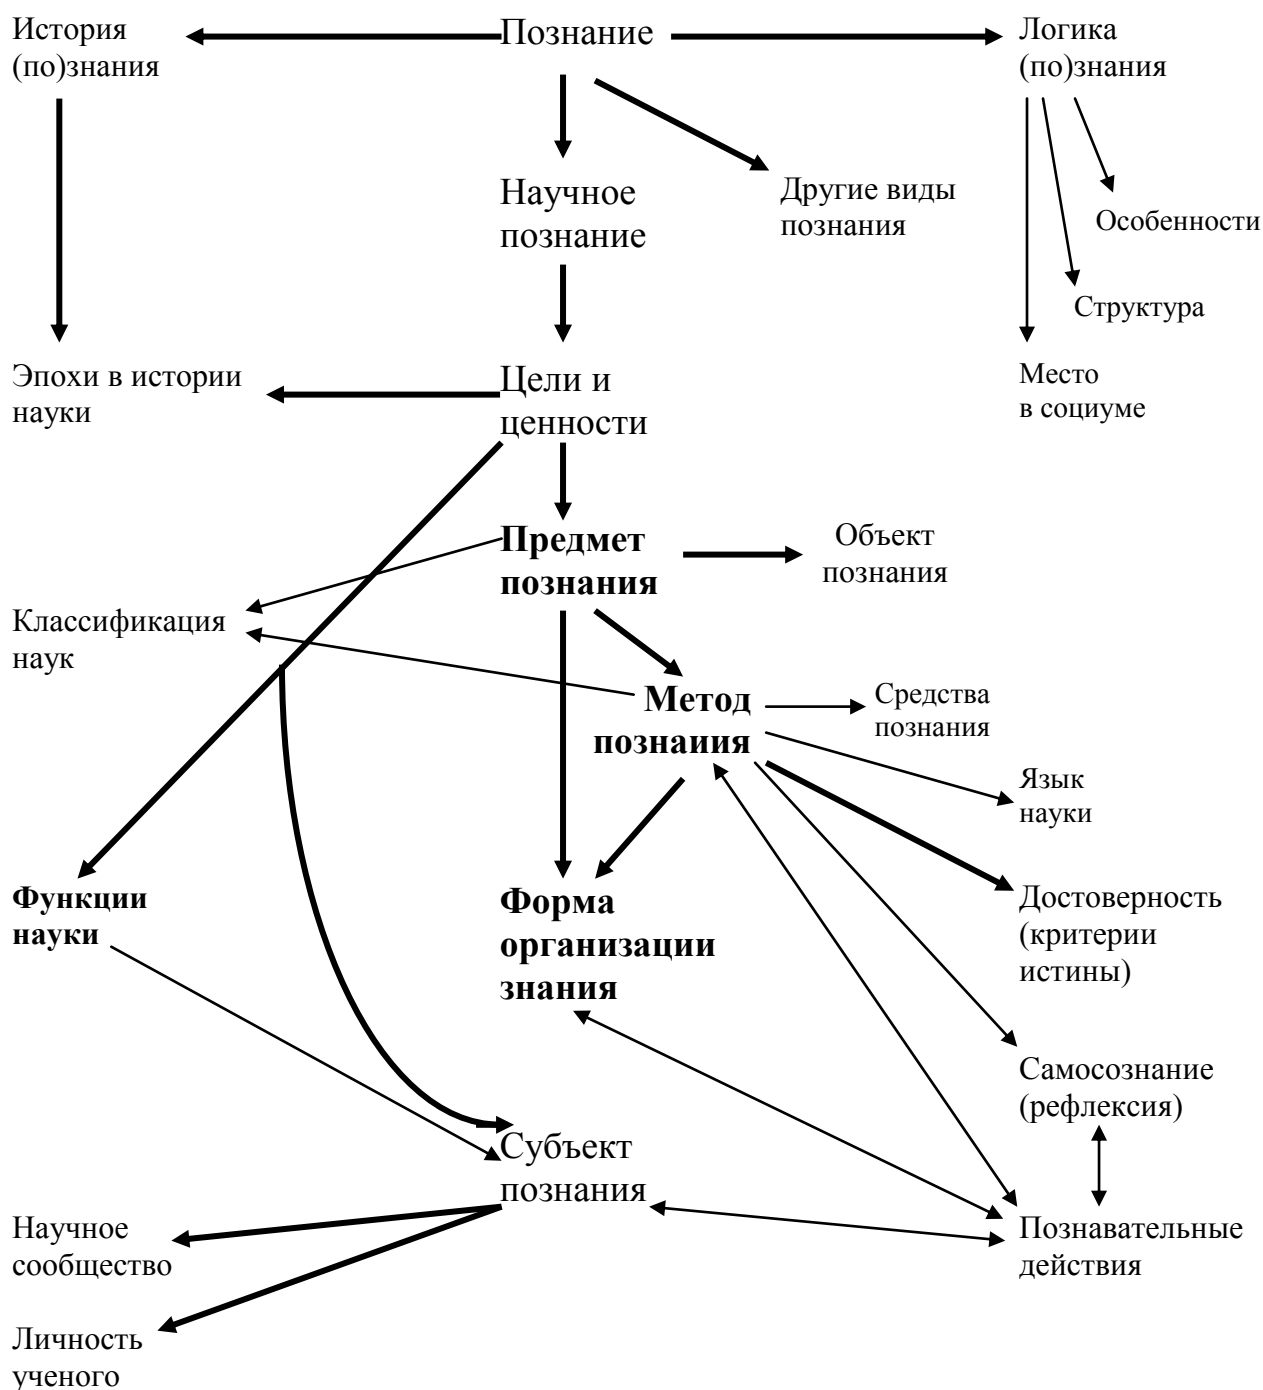 История
(по)знания
Познание
Логика
(по)знания
Научное
познание
Другие виды
познания
Особенности
Структура
Эпохи в истории
науки
Цели и
ценности
Место
в социуме
Предмет
познания
Объект
познания
Классификация
наук
Метод
познаиия
Средства
познания
Язык
науки
Функции
науки
Форма
организации
знания
Достоверность
(критерии
истины)
Самосознание
(рефлексия)
Субъект
познания
Научное
сообщество
Познавательные
действия
Личность
ученого